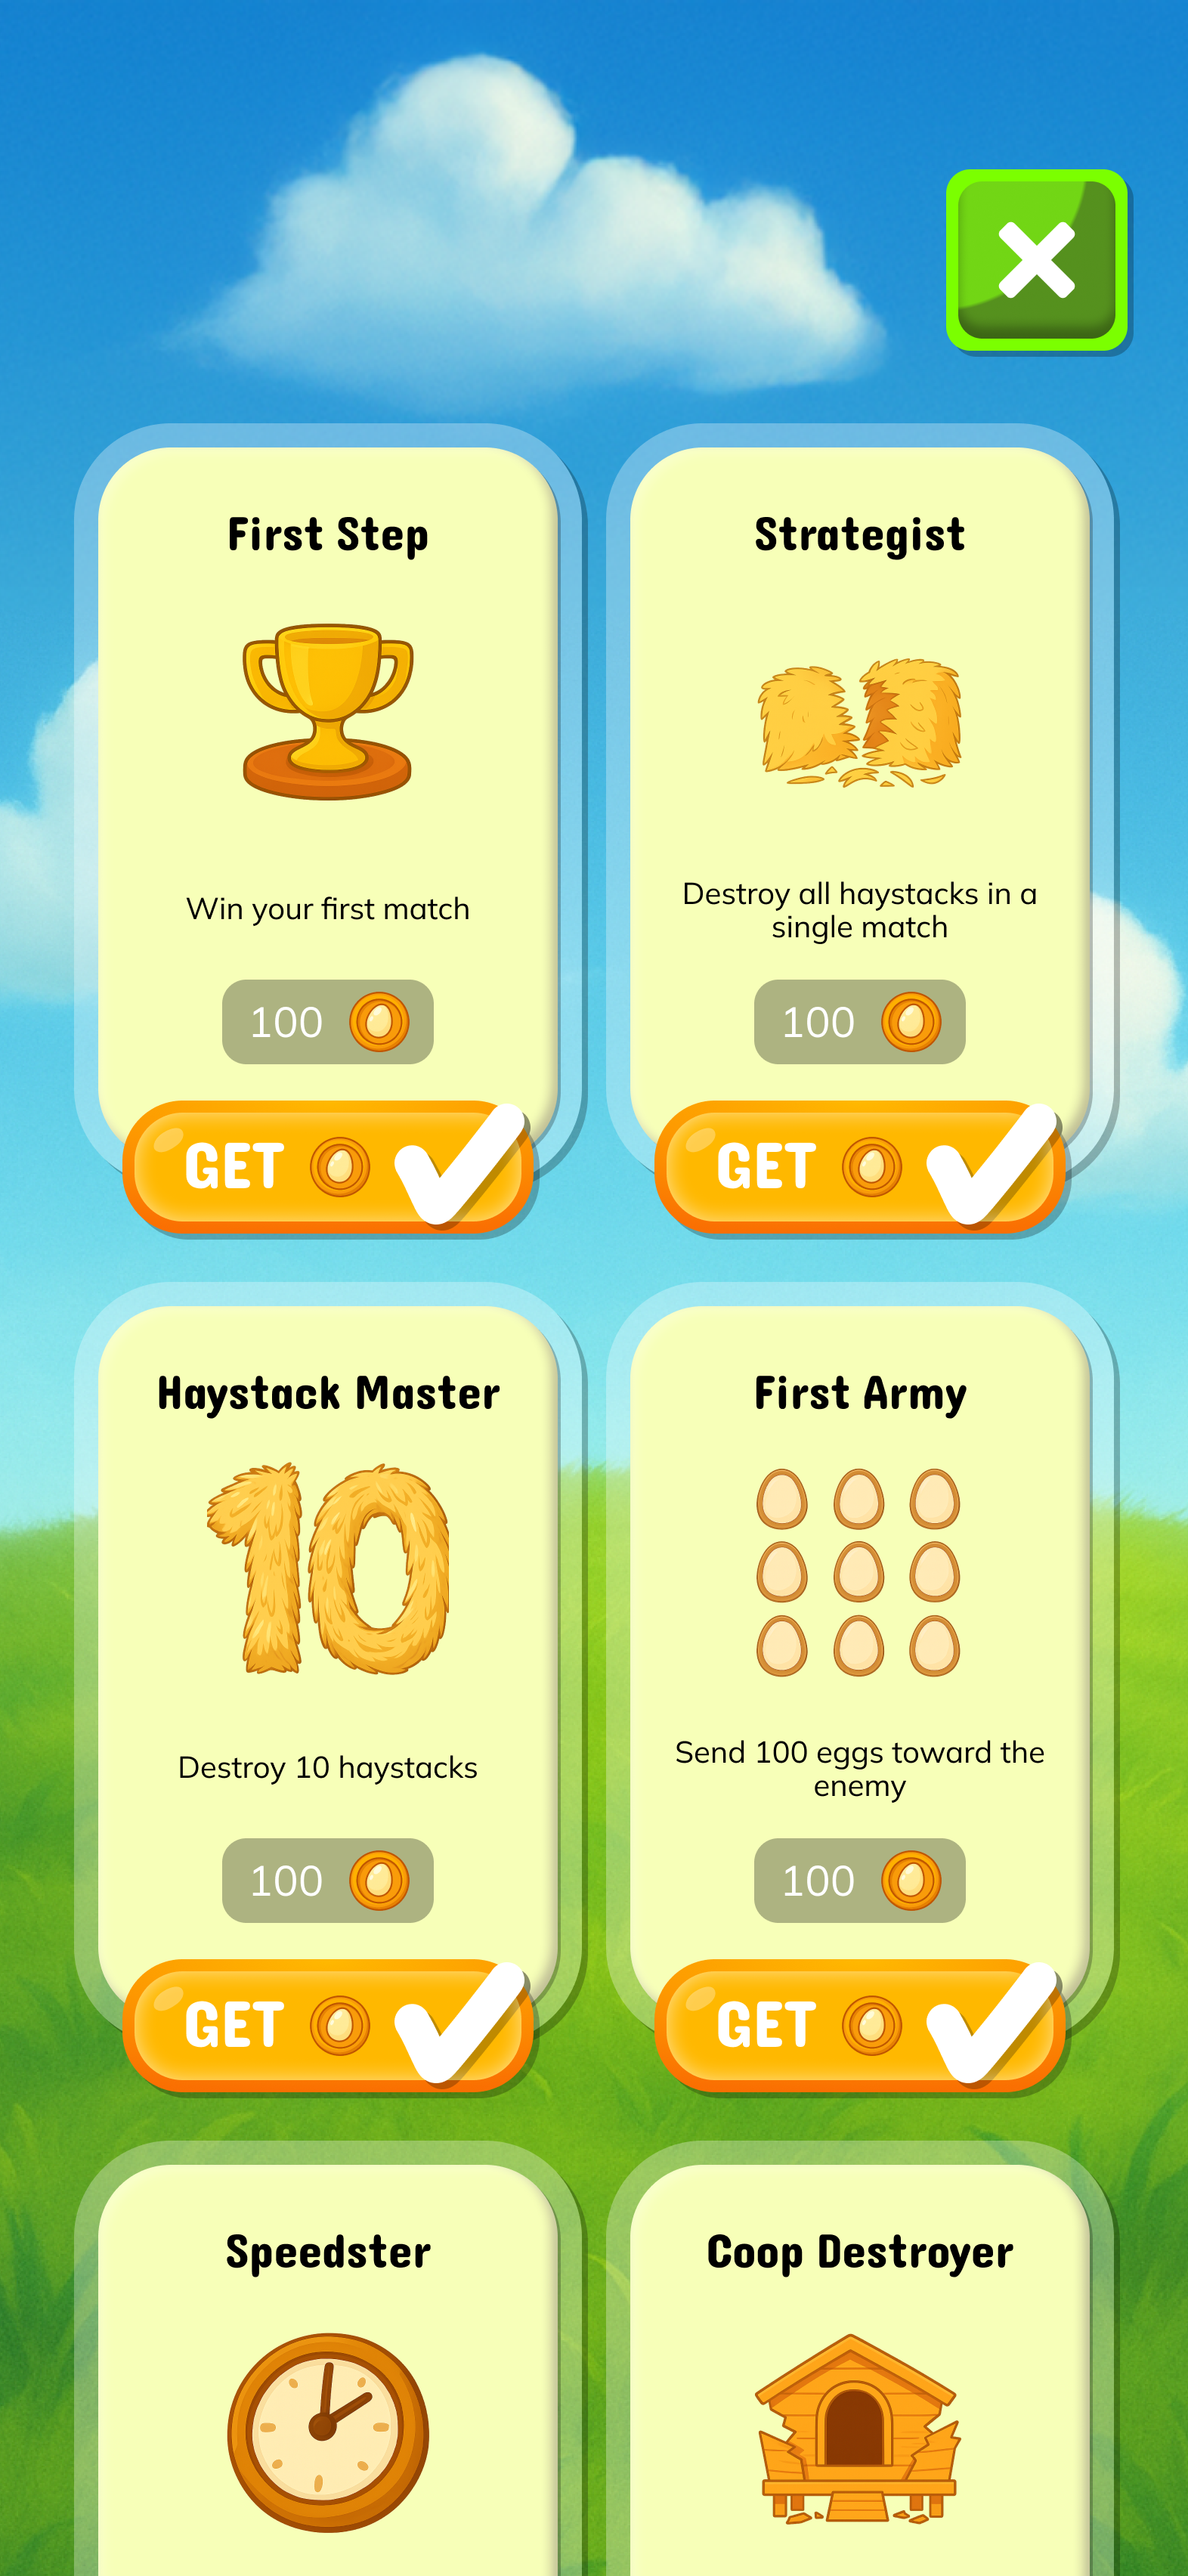 First Step
Win your first match
100
GET
Strategist
Destroy all haystacks in a
single match
100
GET
Haystack Master
10
Destroy 10 haystacks
100
GET
First Army
Send 100 eggs toward the
enemy
100
GET
Speedster
Coop Destroyer